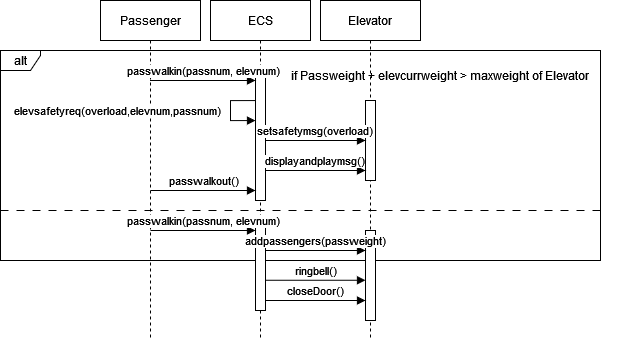 Passenger
ECS
Elevator
alt
passwalkin(passnum, elevnum)
if Passweight + elevcurrweight > maxweight of Elevator
elevsafetyreq(overload,elevnum,passnum)
setsafetymsg(overload)
displayandplaymsg()
passwalkout()
passwalkin(passnum, elevnum)
addpassengers(passweight)
ringbell()
closeDoor()